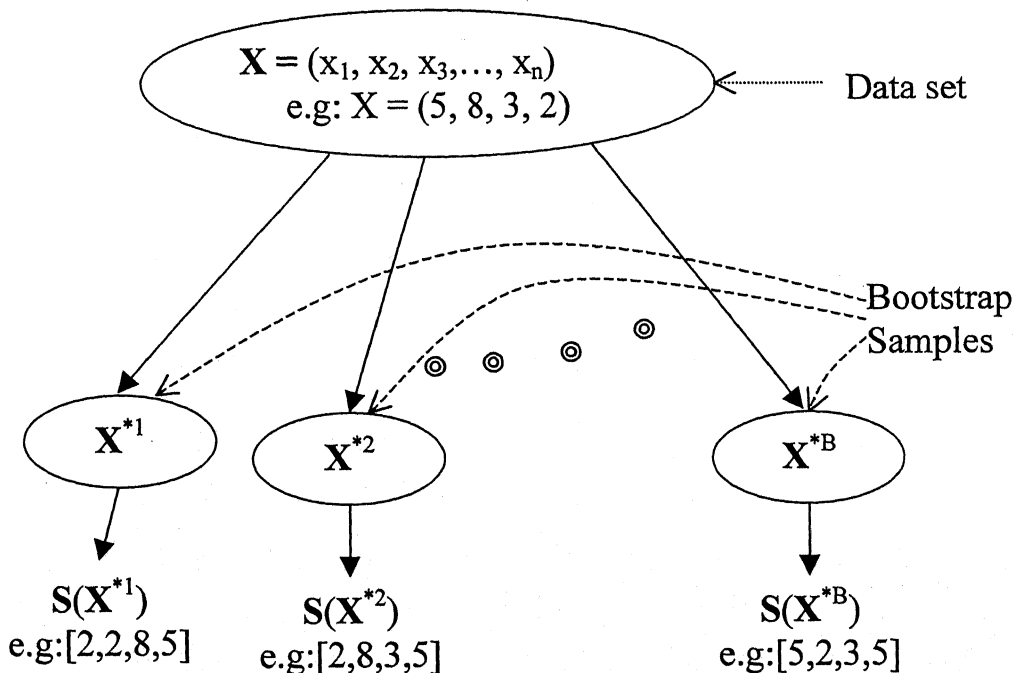 X = (x₁, x₂, x₃,..., xₙ)
e.g: X = (5, 8, 3, 2)
Data set
Bootstrap
Samples
X*1
X*2
X*B
S(X*1)
e.g:[2,2,8,5]
S(X*2)
e.g:[2,8,3,5]
S(X*B)
e.g:[5,2,3,5]